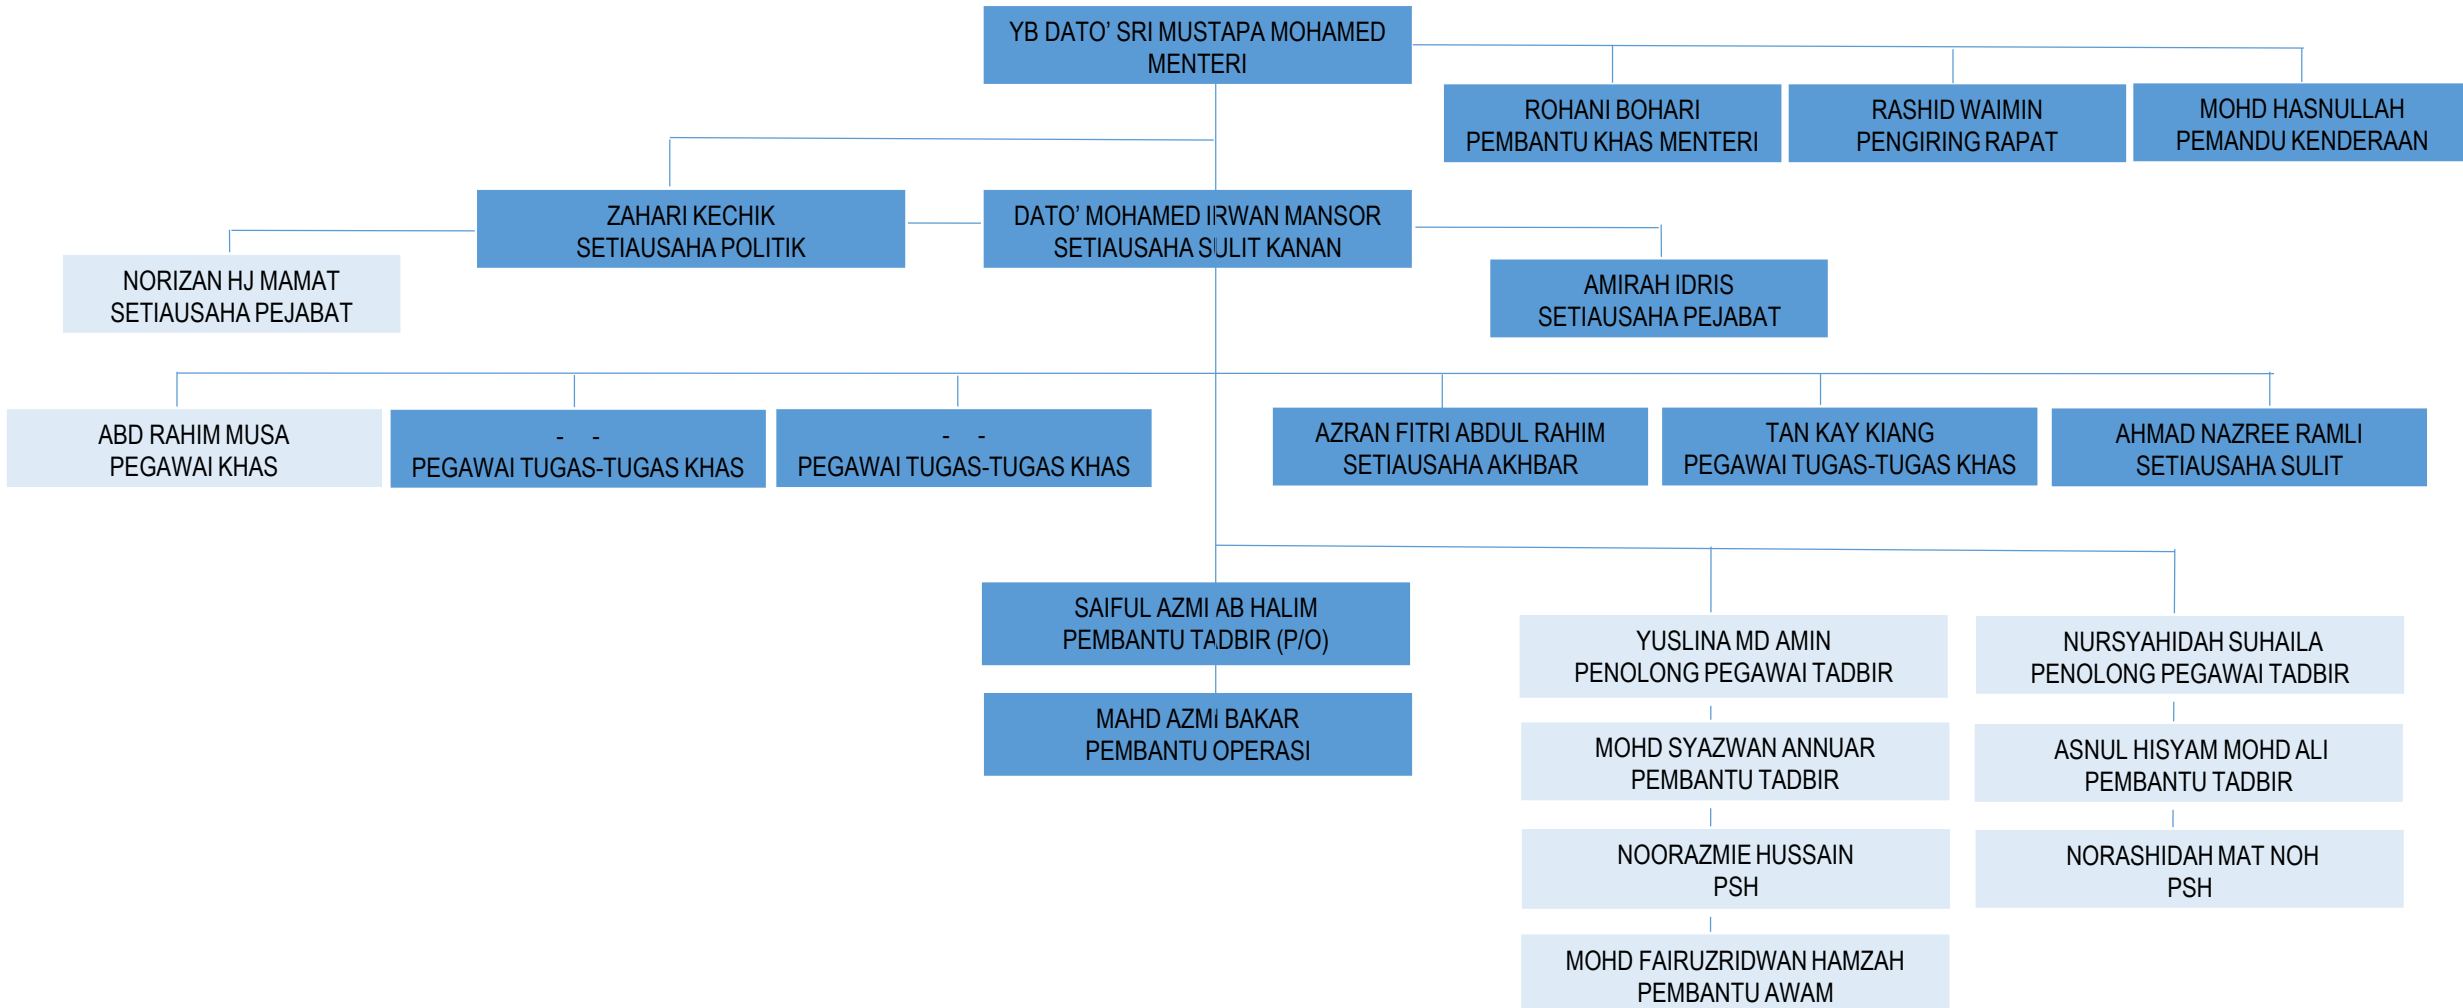 YB DATO’ SRI MUSTAPA MOHAMED
MENTERI
ROHANI BOHARI
PEMBANTU KHAS MENTERI
RASHID WAIMIN
PENGIRING RAPAT
MOHD HASNULLAH
PEMANDU KENDERAAN
ZAHARI KECHIK
SETIAUSAHA POLITIK
DATO’ MOHAMED IRWAN MANSOR
SETIAUSAHA SULIT KANAN
NORIZAN HJ MAMAT
SETIAUSAHA PEJABAT
AMIRAH IDRIS
SETIAUSAHA PEJABAT
ABD RAHIM MUSA
PEGAWAI KHAS
- -
PEGAWAI TUGAS-TUGAS KHAS
- -
PEGAWAI TUGAS-TUGAS KHAS
AZRAN FITRI ABDUL RAHIM
SETIAUSAHA AKHBAR
TAN KAY KIANG
PEGAWAI TUGAS-TUGAS KHAS
AHMAD NAZREE RAMLI
SETIAUSAHA SULIT
SAIFUL AZMI AB HALIM
PEMBANTU TADBIR (P/O)
MAHD AZMI BAKAR
PEMBANTU OPERASI
YUSLINA MD AMIN
PENOLONG PEGAWAI TADBIR
MOHD SYAZWAN ANNUAR
PEMBANTU TADBIR
NOORAZMIE HUSSAIN
PSH
MOHD FAIRUZRIDWAN HAMZAH
PEMBANTU AWAM
NURSYAHIDAH SUHAILA
PENOLONG PEGAWAI TADBIR
ASNUL HISYAM MOHD ALI
PEMBANTU TADBIR
NORASHIDAH MAT NOH
PSH